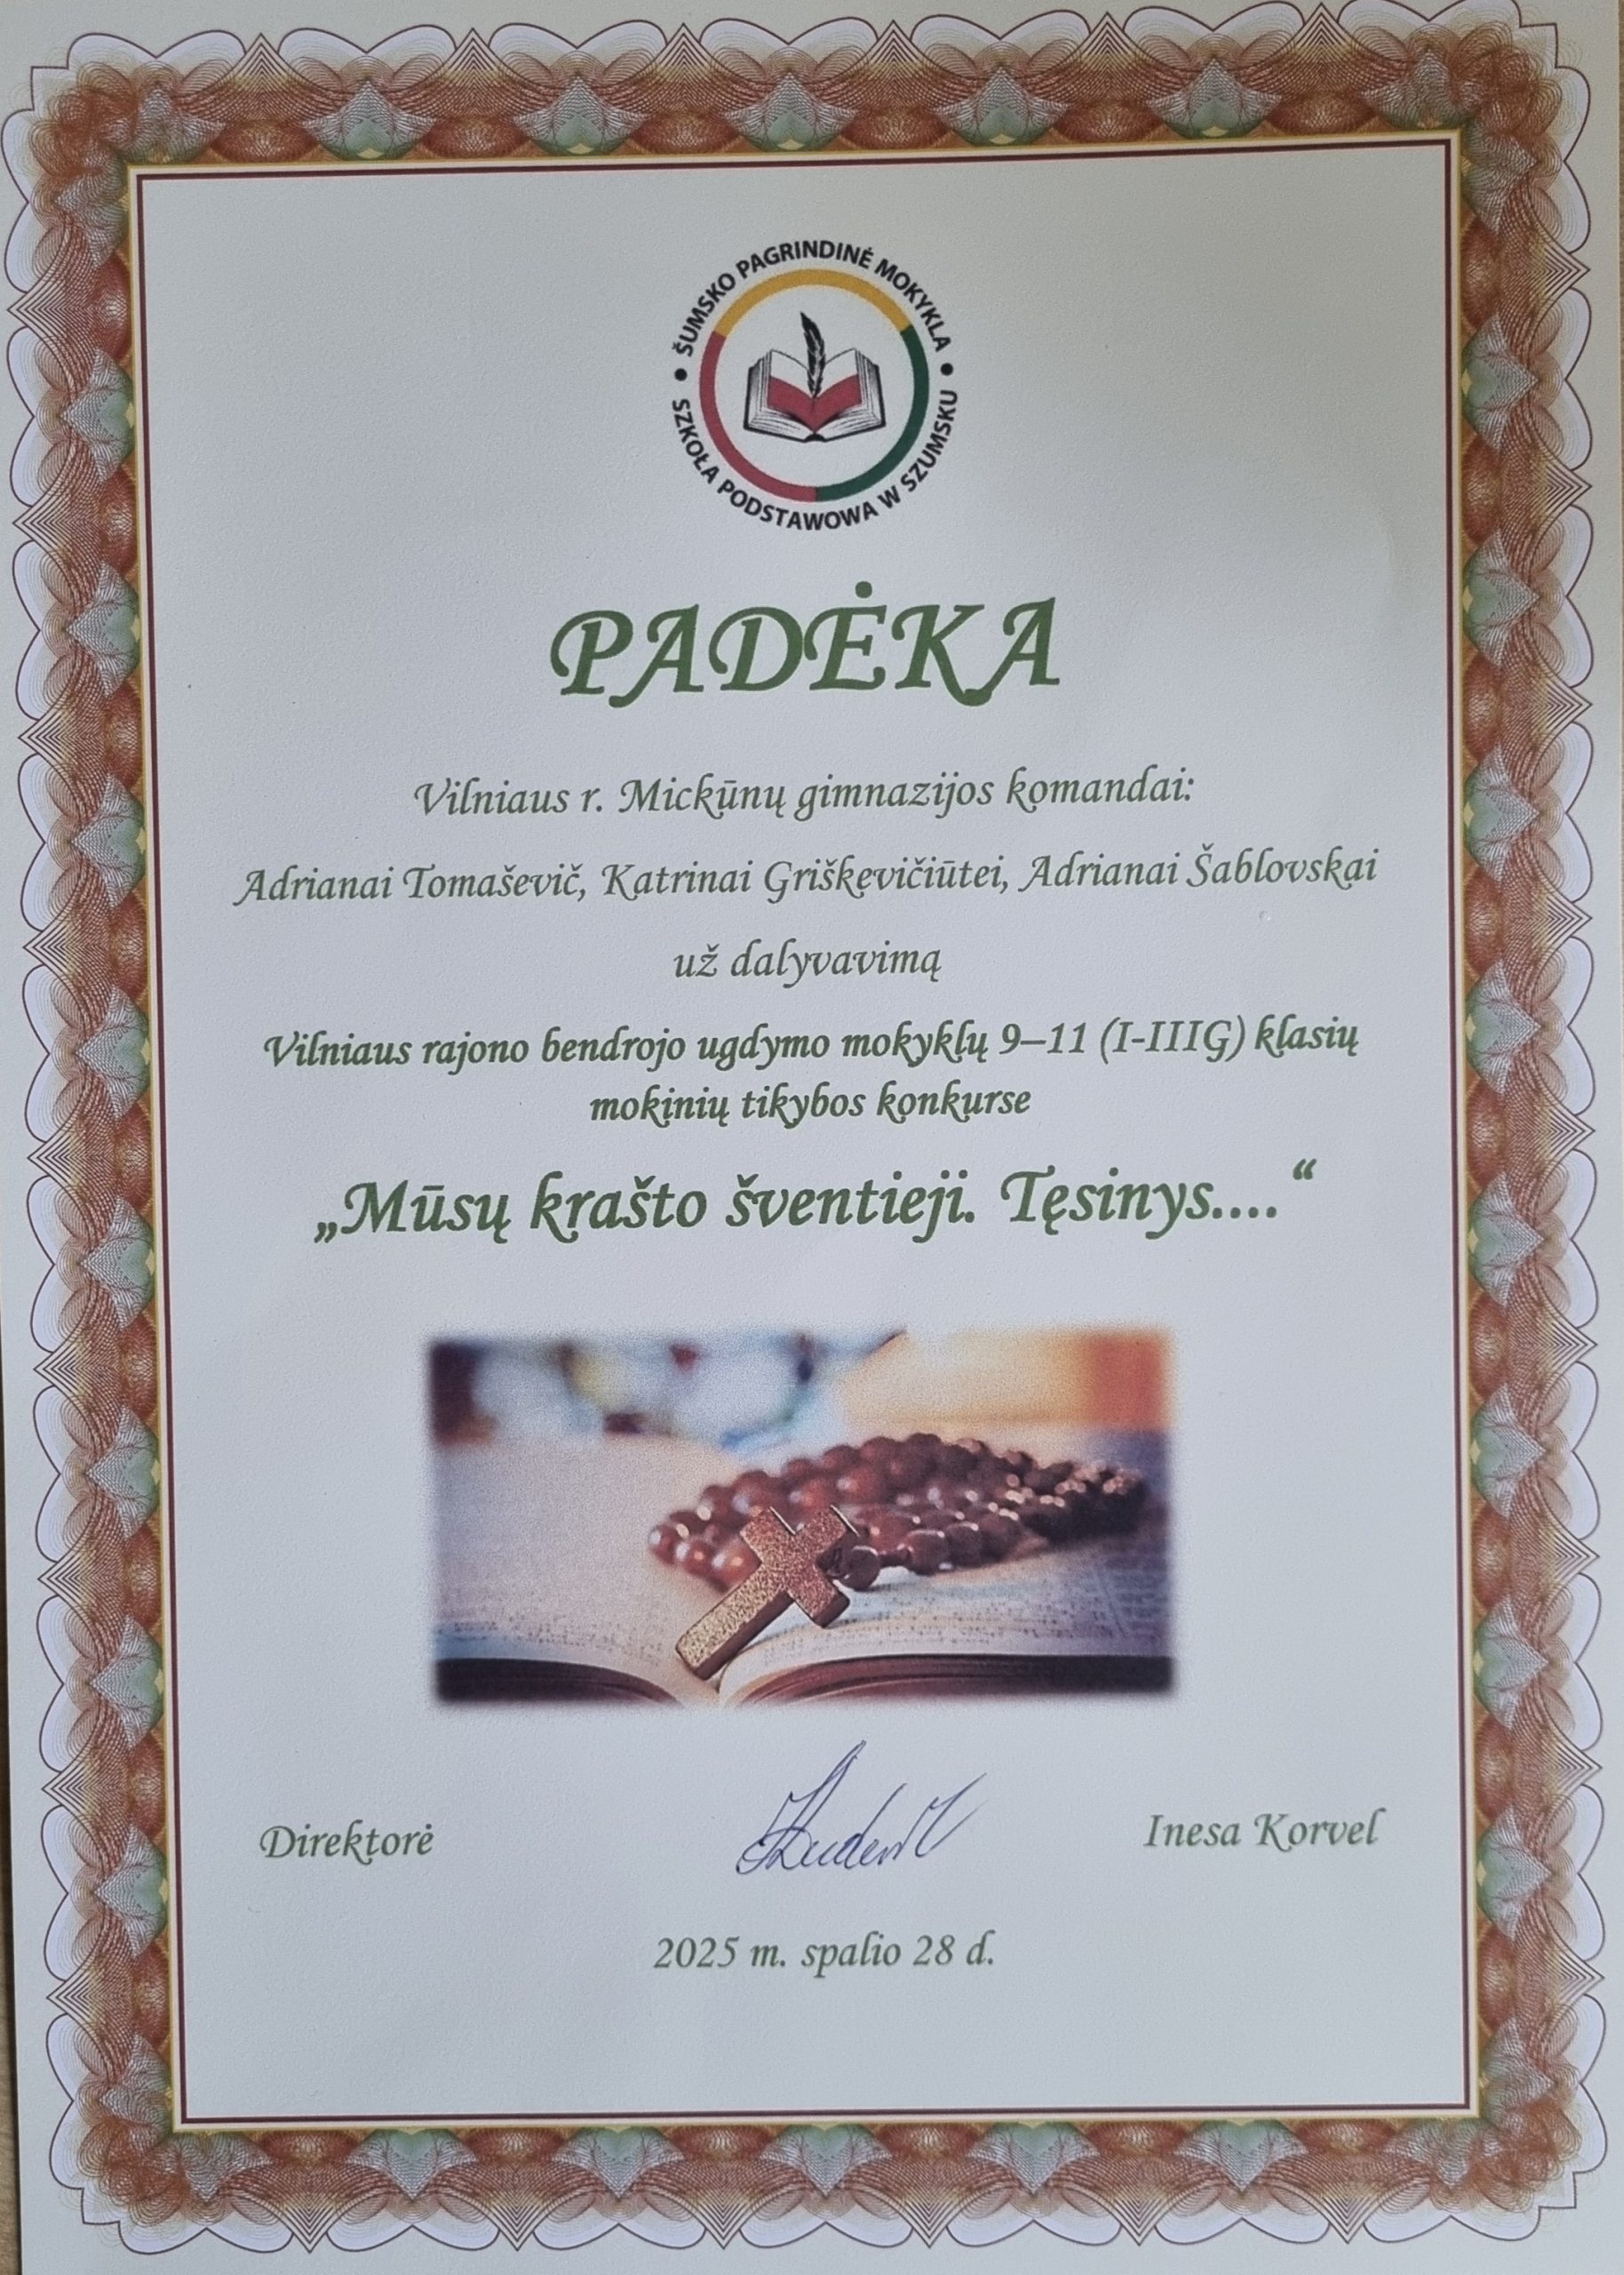 ŠUMSKO PAGRINDINĖ MOKYKLA
SZKOŁA PODSTAWOWA W SZUMSKU
PADĖKA
Vilniaus r. Mickūnų gimnazijos komandai:
Adrianai Tomaševič, Katrinai Griškevičiūtei, Adrianai Šablovskai
už dalyvavimą
Vilniaus rajono bendrojo ugdymo mokyklų 9–11 (I-IIIG) klasių
mokinių tikybos konkurse
„Mūsų krašto šventieji. Tęsinys....“
Direktorė
Inesa Korvel
2025 m. spalio 28 d.